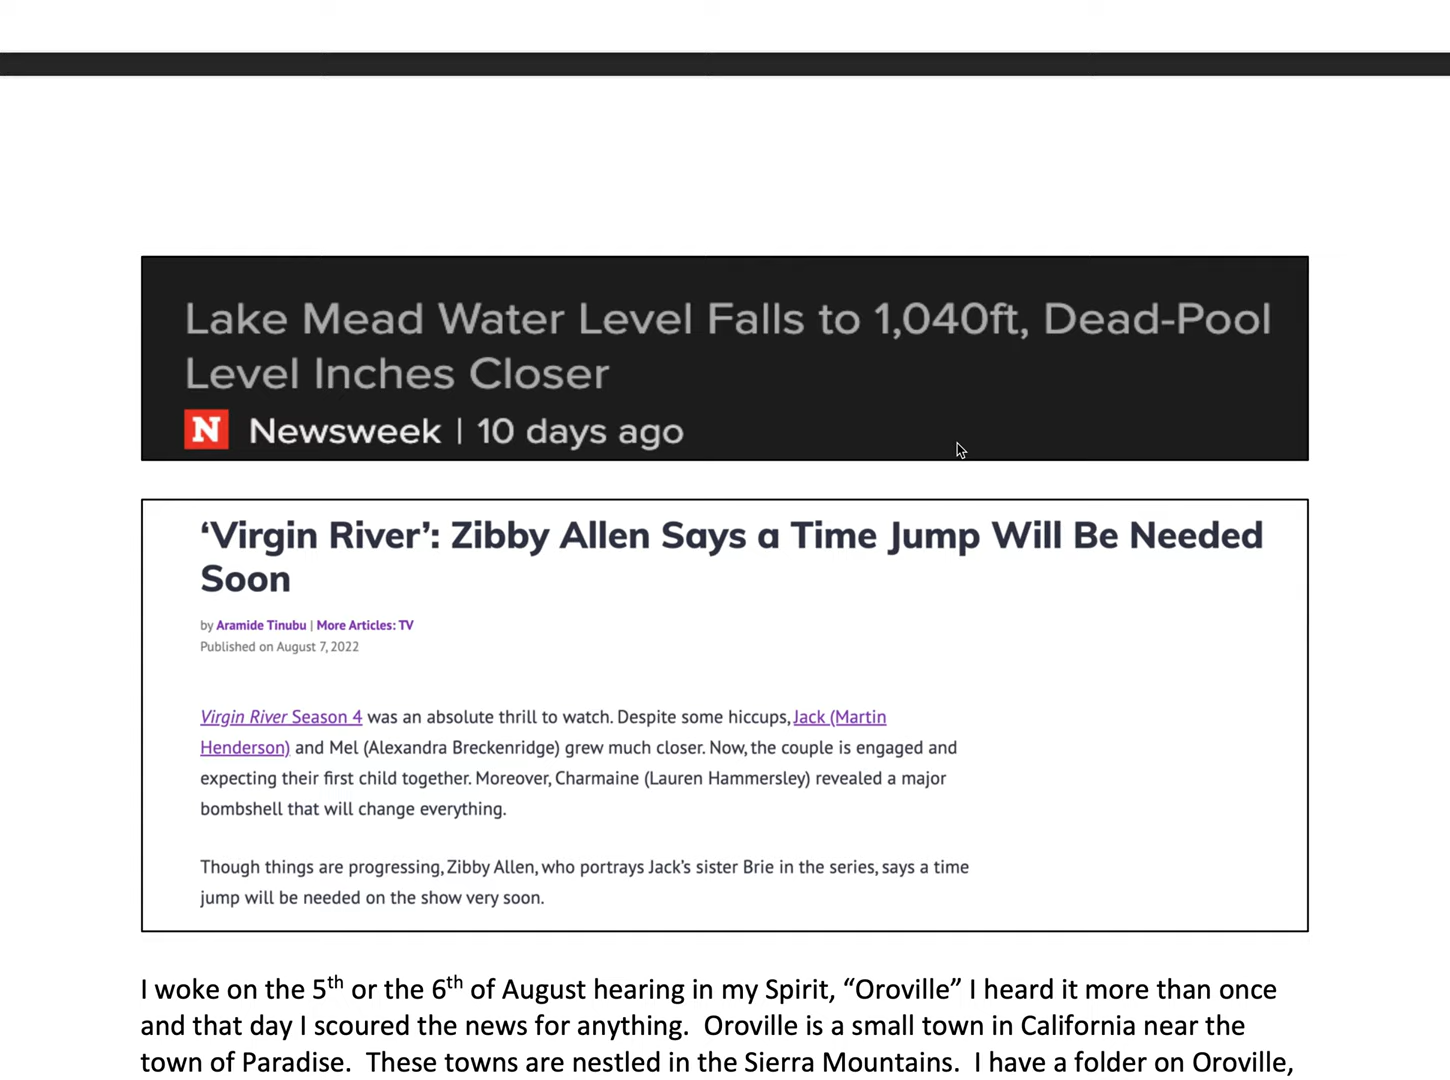 Lake Mead Water Level Falls to 1,040ft, Dead-Pool
Level Inches Closer
N Newsweek | 10 days ago
‘Virgin River’: Zibby Allen Says a Time Jump Will Be Needed
Soon
by Aramide Tinubu | More Articles: TV
Published on August 7, 2022
Virgin River Season 4 was an absolute thrill to watch. Despite some hiccups, Jack (Martin
Henderson) and Mel (Alexandra Breckenridge) grew much closer. Now, the couple is engaged and
expecting their first child together. Moreover, Charmaine (Lauren Hammersley) revealed a major
bombshell that will change everything.
Though things are progressing, Zibby Allen, who portrays Jack’s sister Brie in the series, says a time
jump will be needed on the show very soon.
I woke on the 5th or the 6th of August hearing in my Spirit, “Oroville” I heard it more than once
and that day I scoured the news for anything.  Oroville is a small town in California near the
town of Paradise.  These towns are nestled in the Sierra Mountains.  I have a folder on Oroville,